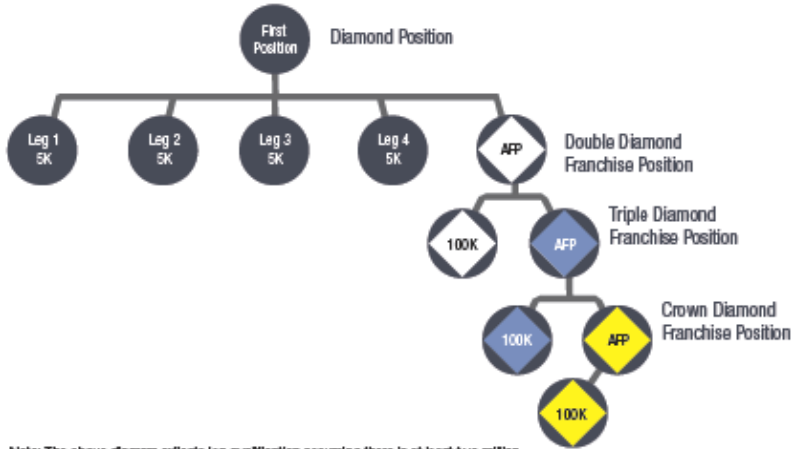 First
Position
Diamond Position
Leg 1
5K
Leg 2
5K
Leg 3
5K
Leg 4
5K
AFP
Double Diamond
Franchise Position
100K
AFP
Triple Diamond
Franchise Position
100K
AFP
Crown Diamond
Franchise Position
100K
Note: The above diagram reflects leg qualification assuming there is at least two million